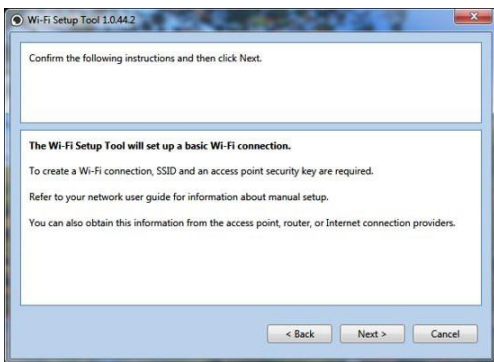 Wi-Fi Setup Tool 1.0.44.2
Confirm the following instructions and then click Next.
The Wi-Fi Setup Tool will set up a basic Wi-Fi connection.
To create a Wi-Fi connection, SSID and an access point security key are required.
Refer to your network user guide for information about manual setup.
You can also obtain this information from the access point, router, or Internet connection providers.
< Back Next > Cancel